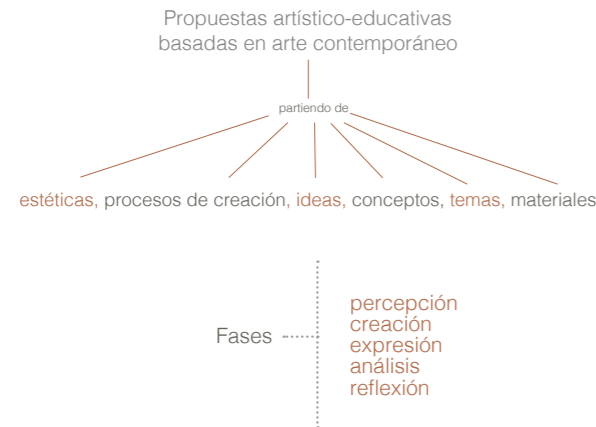 Propuestas artístico-educativas
basadas en arte contemporáneo
partiendo de
estéticas, procesos de creación, ideas, conceptos, temas, materiales
Fases
percepción
creación
expresión
análisis
reflexión